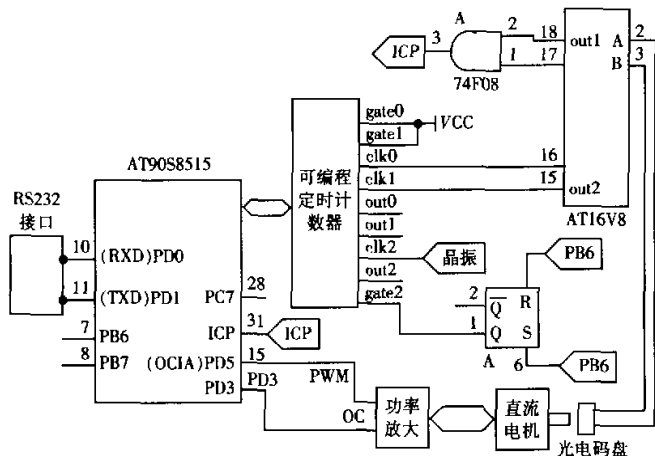 A
ICP
3
2
1
74F08
18
17
out1
A
B
2
3
16
15
out2
AT16V8
gate0
gate1
VCC
clk0
clk1
out0
out1
clk2
out2
gate2
可编程
定时计
数器
晶振
AT90S8515
RS232
接口
10
(RXD)PD0
11
(TXD)PD1
7
PB6
8
PB7
PC7
28
ICP
31
ICP
(OCIA)PD5
15
PD3
PD3
PWM
OC
2
Q
R
1
Q
S
A
6
PB6
PB6
功率
放大
直流
电机
光电码盘